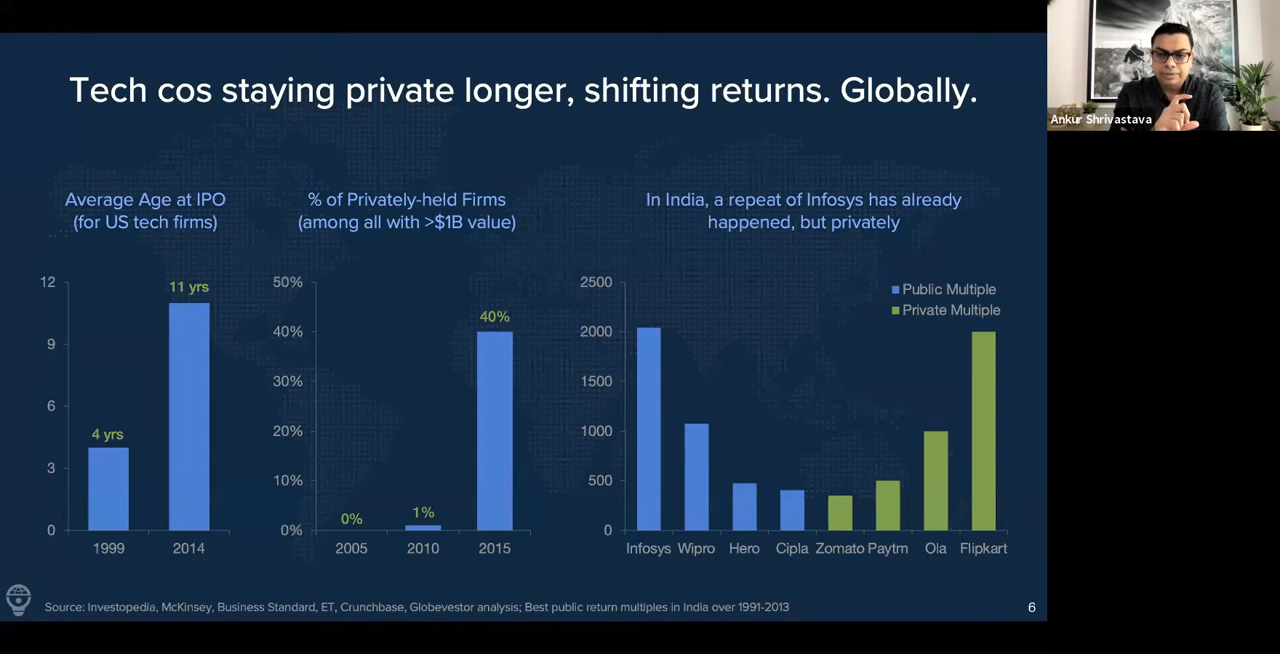 Tech cos staying private longer, shifting returns. Globally.
Ankur Shrivastava
Average Age at IPO
(for US tech firms)
12
9
6
3
0
4 yrs
11 yrs
1999
2014
% of Privately-held Firms
(among all with >$1B value)
50%
40%
30%
20%
10%
0%
0%
1%
40%
2005
2010
2015
In India, a repeat of Infosys has already
happened, but privately
2500
2000
1500
1000
500
0
Public Multiple
Private Multiple
Infosys
Wipro
Hero
Cipla
Zomato
Paytm
Ola
Flipkart
Source: Investopedia, McKinsey, Business Standard, ET, Crunchbase, Globevestor analysis; Best public return multiples in India over 1991-2013
6